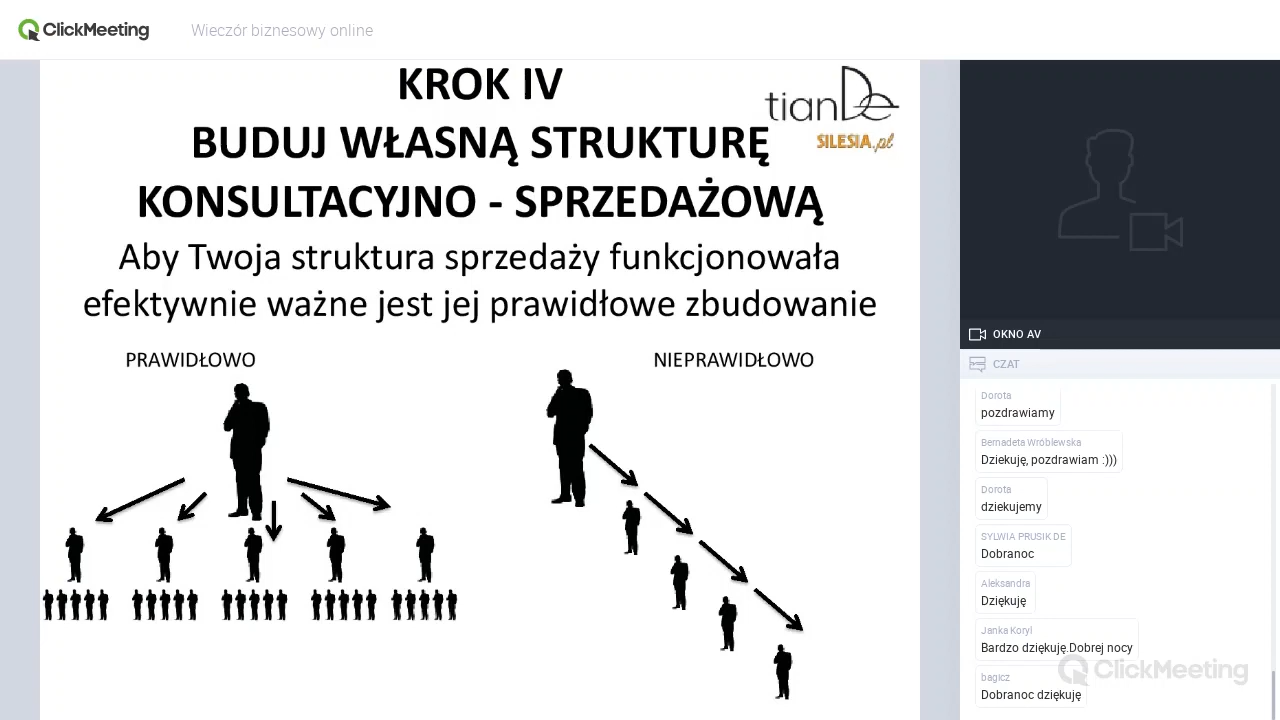 ClickMeeting
Wieczór biznesowy online
KROK IV
BUDUJ WŁASNĄ STRUKTURĘ
KONSULTACYJNO - SPRZEDAŻOWĄ
tianDe
SILESIA.pl
Aby Twoja struktura sprzedaży funkcjonowała
efektywnie ważne jest jej prawidłowe zbudowanie
PRAWIDŁOWO
NIEPRAWIDŁOWO
OKNO AV
CZAT
Dorota
pozdrawiamy
Bernadeta Wróblewska
Dziekuję, pozdrawiam :)))
Dorota
dziekujemy
SYLWIA PRUSIK DE
Dobranoc
Aleksandra
Dziękuję
Janka Koryl
Bardzo dziękuję.Dobrej nocy
bagicz
Dobranoc dziękuję
ClickMeeting